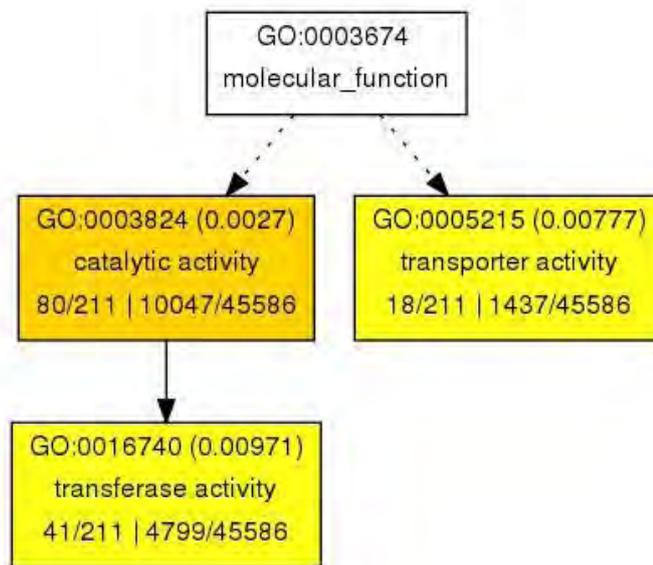 GO:0003674
molecular_function
GO:0003824 (0.0027)
catalytic activity
80/211 | 10047/45586
GO:0005215 (0.00777)
transporter activity
18/211 | 1437/45586
GO:0016740 (0.00971)
transferase activity
41/211 | 4799/45586